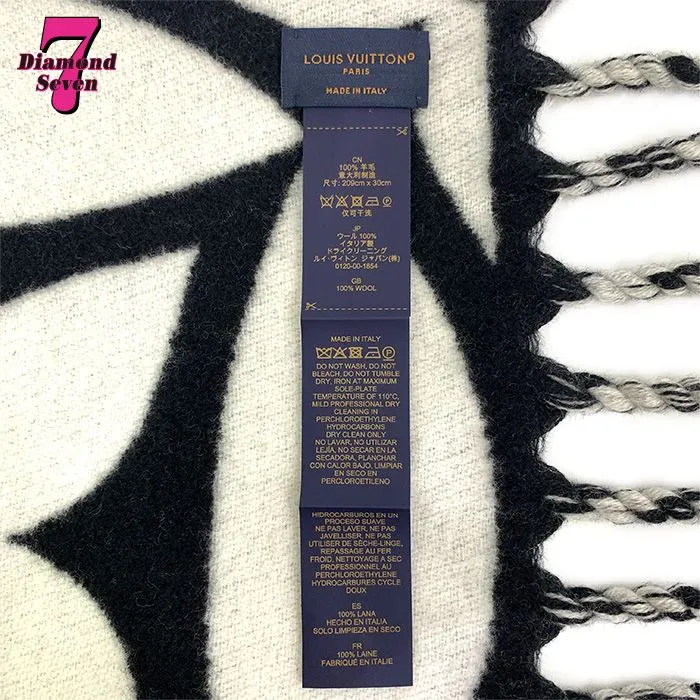 7
Diamond
Seven
LOUIS VUITTON®
PARIS
MADE IN ITALY
CN
100% 羊毛
意大利制造
尺寸: 209cm x 30cm
仅可干洗
JP
ウール 100%
イタリア製
ドライクリーニング
ルイ・ヴィトン ジャパン(株)
0120-00-1854
GB
100% WOOL
MADE IN ITALY
DO NOT WASH, DO NOT
BLEACH, DO NOT TUMBLE
DRY, IRON AT MAXIMUM
SOLE-PLATE
TEMPERATURE OF 110°C,
MILD PROFESSIONAL DRY
CLEANING IN
PERCHLOROETHYLENE
HYDROCARBONS
DRY CLEAN ONLY
NO LAVAR, NO UTILIZAR
LEJÍA, NO SECAR EN LA
SECADORA, PLANCHAR
CON CALOR BAJO, LIMPIAR
EN SECO EN
PERCLOROETILENO
HIDROCARBUROS EN UN
PROCESO SUAVE
NE PAS LAVER, NE PAS
JAVELLISER, NE PAS
UTILISER DE SÈCHE-LINGE,
REPASSAGE AU FER
FROID, NETTOYAGE A SEC
PROFESSIONNEL AU
PERCHLOROETHYLENE
HYDROCARBURES CYCLE
DOUX
ES
100% LANA
HECHO EN ITALIA
SOLO LIMPIEZA EN SECO
FR
100% LAINE
FABRIQUÉ EN ITALIE